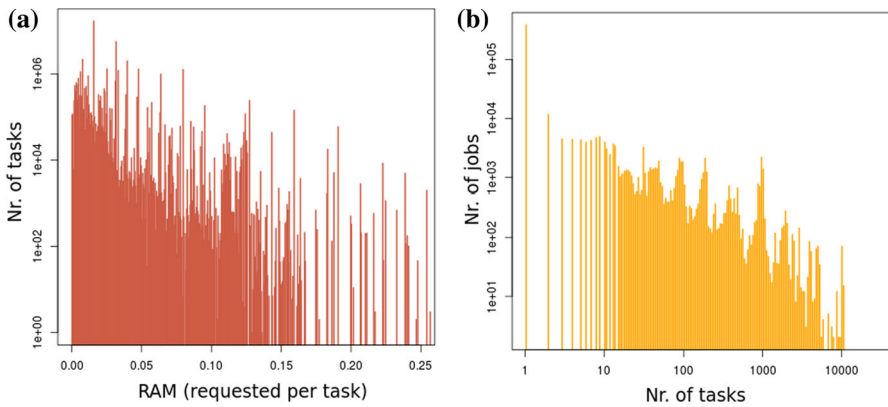 (a)
Nr. of tasks
1e+06
1e+04
1e+02
1e+00
0.00 0.05 0.10 0.15 0.20 0.25
RAM (requested per task)
(b)
Nr. of jobs
1e+05
1e+04
1e+03
1e+02
1e+01
1 10 100 1000 10000
Nr. of tasks